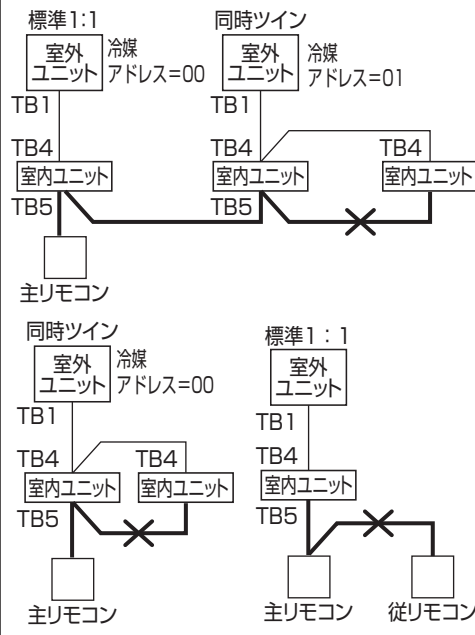 標準1:1
同時ツイン
室外
ユニット
冷媒
アドレス=00
室外
ユニット
冷媒
アドレス=01
TB1
TB1
TB4
TB4
TB4
室内ユニット
室内ユニット
室内ユニット
TB5
TB5
主リモコン
同時ツイン
室外
ユニット
冷媒
アドレス=00
TB1
TB4
TB4
室内ユニット
室内ユニット
TB5
主リモコン
標準1：1
室外
ユニット
TB1
TB4
室内ユニット
TB5
主リモコン
従リモコン